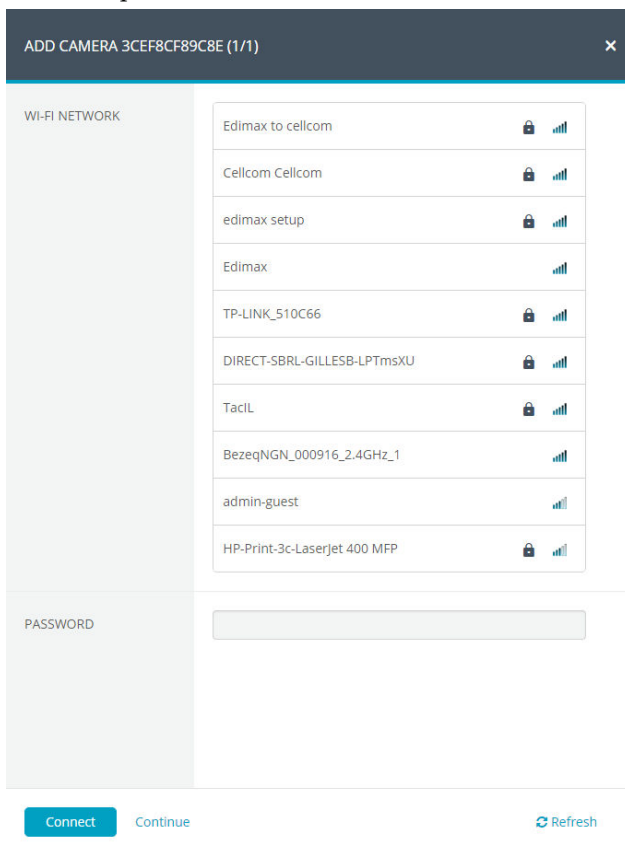 ADD CAMERA 3CEF8CF89C8E (1/1)
WI-FI NETWORK
Edimax to cellcom
Cellcom Cellcom
edimax setup
Edimax
TP-LINK_510C66
DIRECT-SBRL-GILLESB-LPTmsXU
TacIL
BezeqNGN_000916_2.4GHz_1
admin-guest
HP-Print-3c-LaserJet 400 MFP
PASSWORD
Connect Continue Refresh